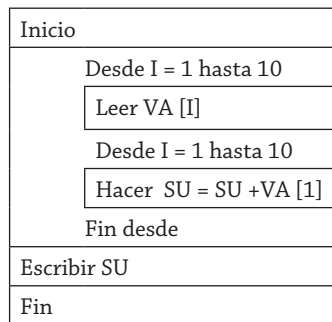 Inicio
Desde I = 1 hasta 10
Leer VA [I]
Desde I = 1 hasta 10
Hacer SU = SU +VA [1]
Fin desde
Escribir SU
Fin